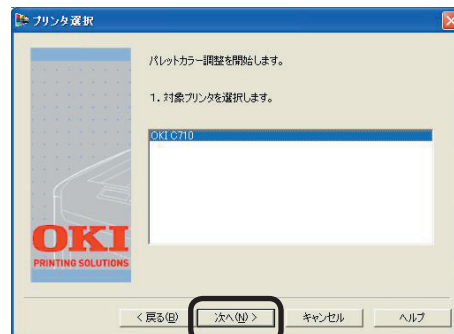 プリンタ選択
パレットカラー調整を開始します。
1. 対象プリンタを選択します。
OKI C710
OKI
PRINTING SOLUTIONS
< 戻る(B)
次へ(N) >
キャンセル
ヘルプ